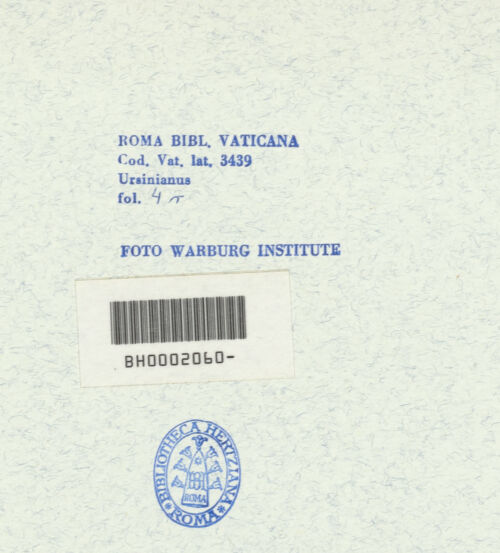 ROMA BIBL. VATICANA
Cod. Vat. lat. 3439
Ursinianus
fol. 4 r
FOTO WARBURG INSTITUTE
BH0002060-
BIBLIOTHECA HERTZIANA
ROMA
* ROMA *